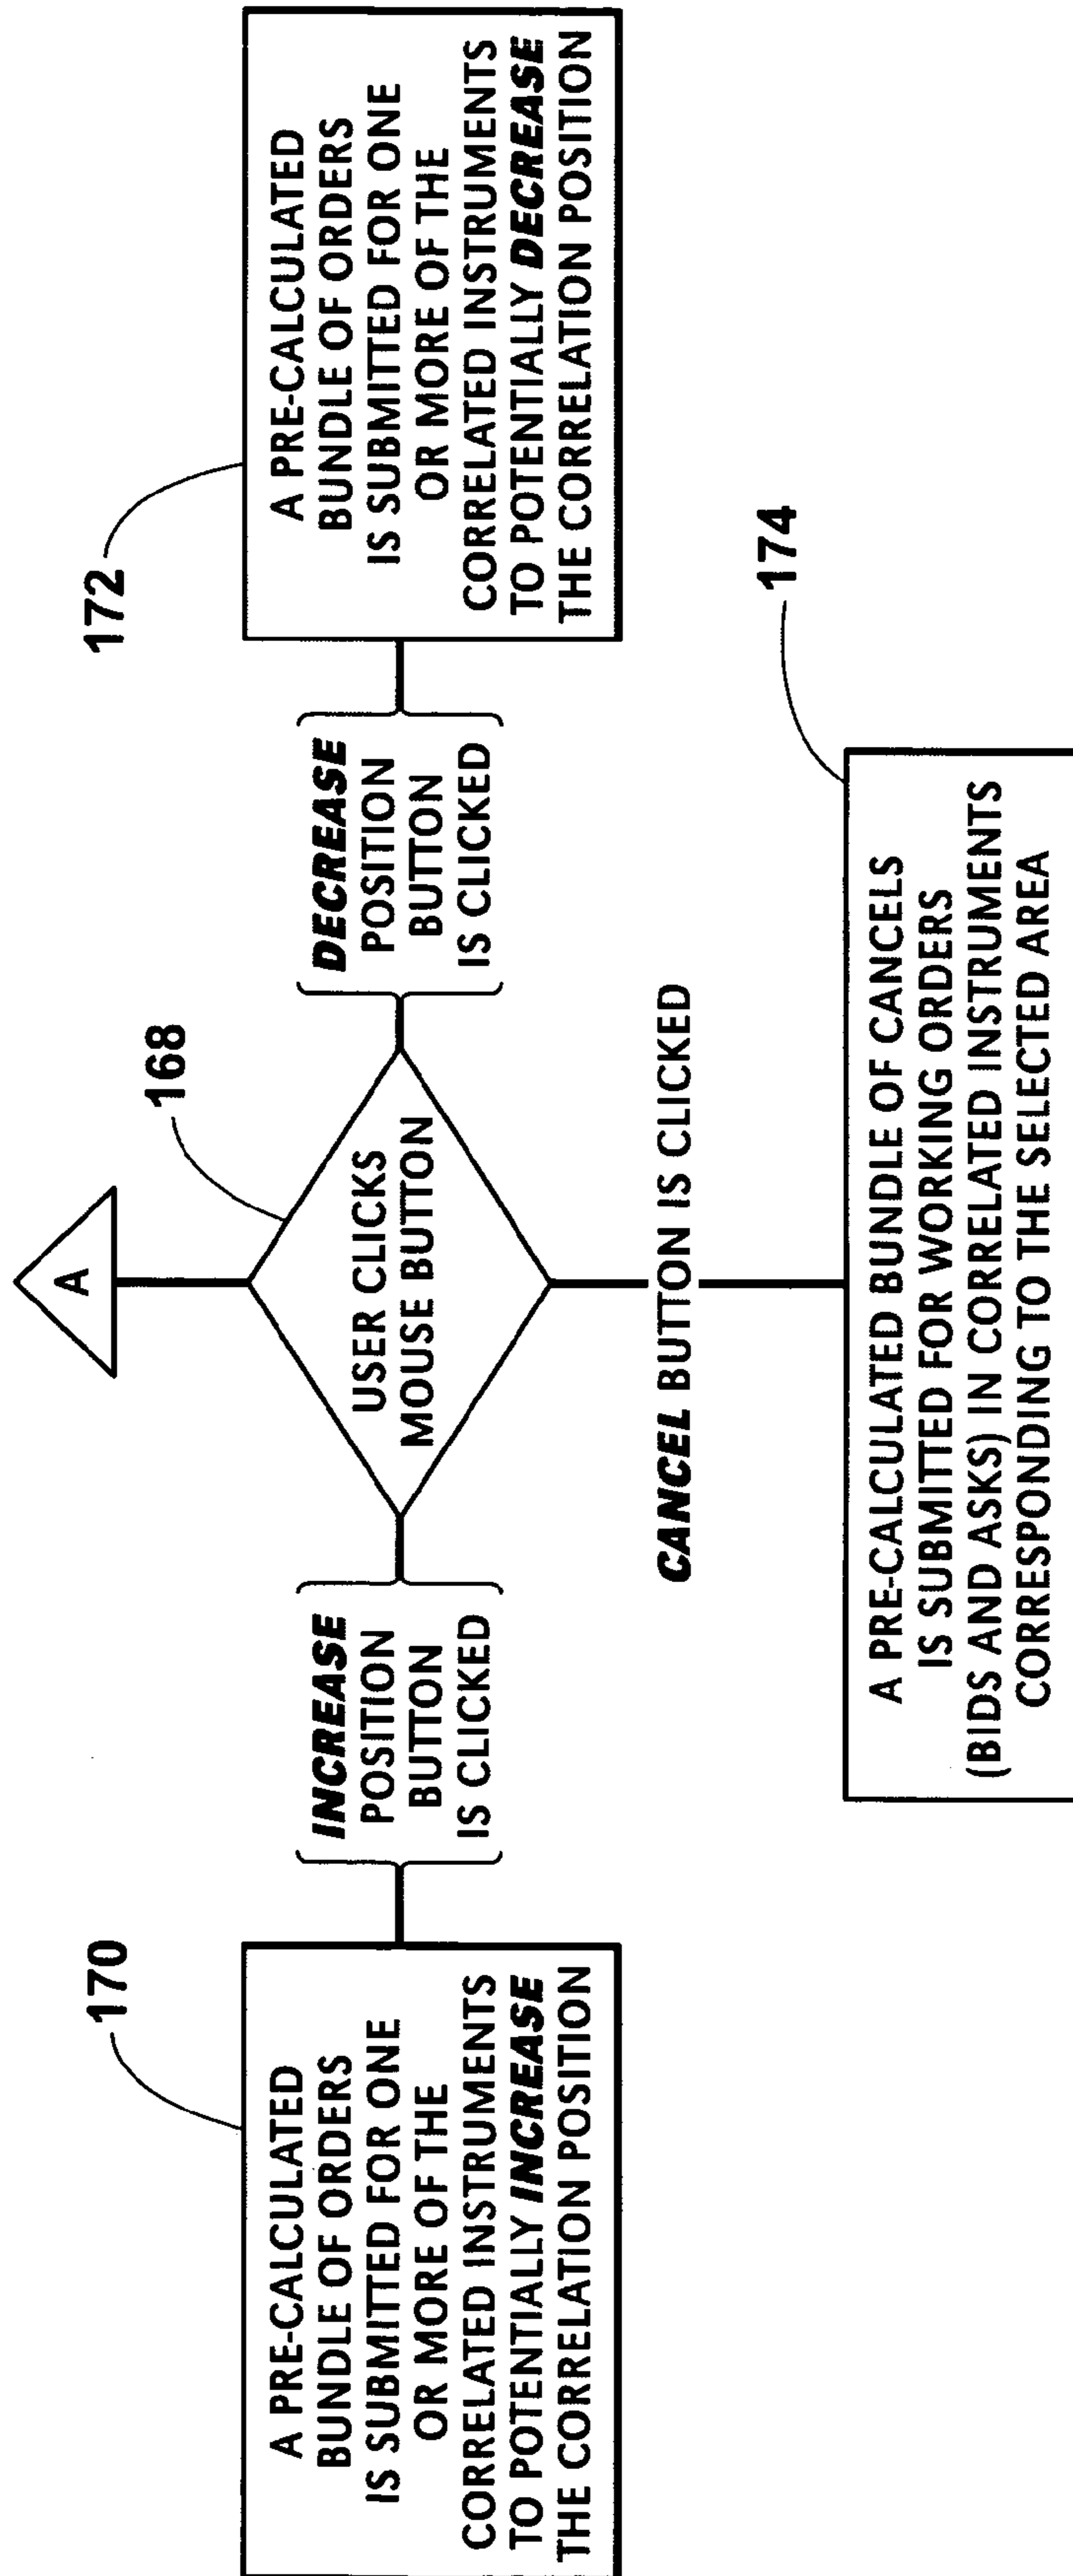 A
168
USER CLICKS
MOUSE BUTTON
170
INCREASE
POSITION
BUTTON
IS CLICKED
A PRE-CALCULATED
BUNDLE OF ORDERS
IS SUBMITTED FOR ONE
OR MORE OF THE
CORRELATED INSTRUMENTS
TO POTENTIALLY INCREASE
THE CORRELATION POSITION
172
DECREASE
POSITION
BUTTON
IS CLICKED
A PRE-CALCULATED
BUNDLE OF ORDERS
IS SUBMITTED FOR ONE
OR MORE OF THE
CORRELATED INSTRUMENTS
TO POTENTIALLY DECREASE
THE CORRELATION POSITION
CANCEL BUTTON IS CLICKED
174
A PRE-CALCULATED BUNDLE OF CANCELS
IS SUBMITTED FOR WORKING ORDERS
(BIDS AND ASKS) IN CORRELATED INSTRUMENTS
CORRESPONDING TO THE SELECTED AREA